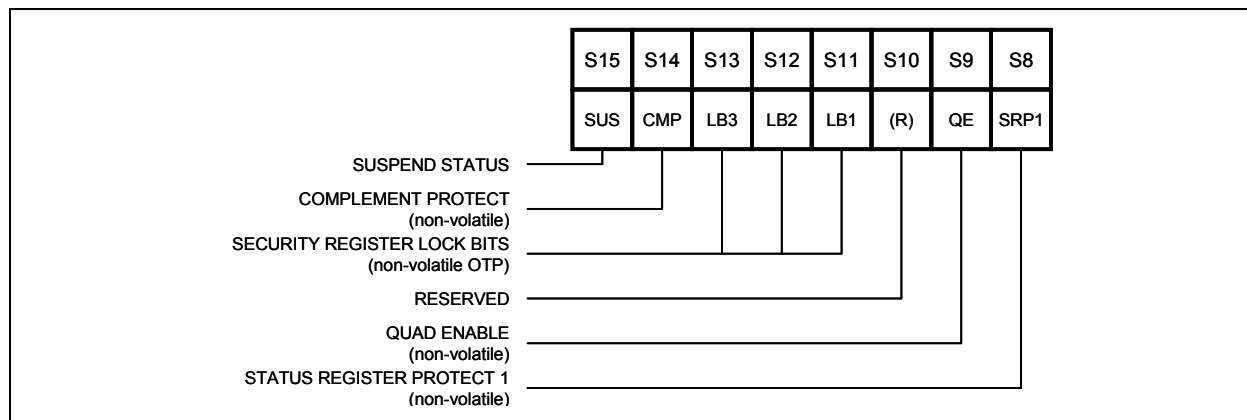 S15 S14 S13 S12 S11 S10 S9 S8
SUS CMP LB3 LB2 LB1 (R) QE SRP1
SUSPEND STATUS
COMPLEMENT PROTECT
(non-volatile)
SECURITY REGISTER LOCK BITS
(non-volatile OTP)
RESERVED
QUAD ENABLE
(non-volatile)
STATUS REGISTER PROTECT 1
(non-volatile)